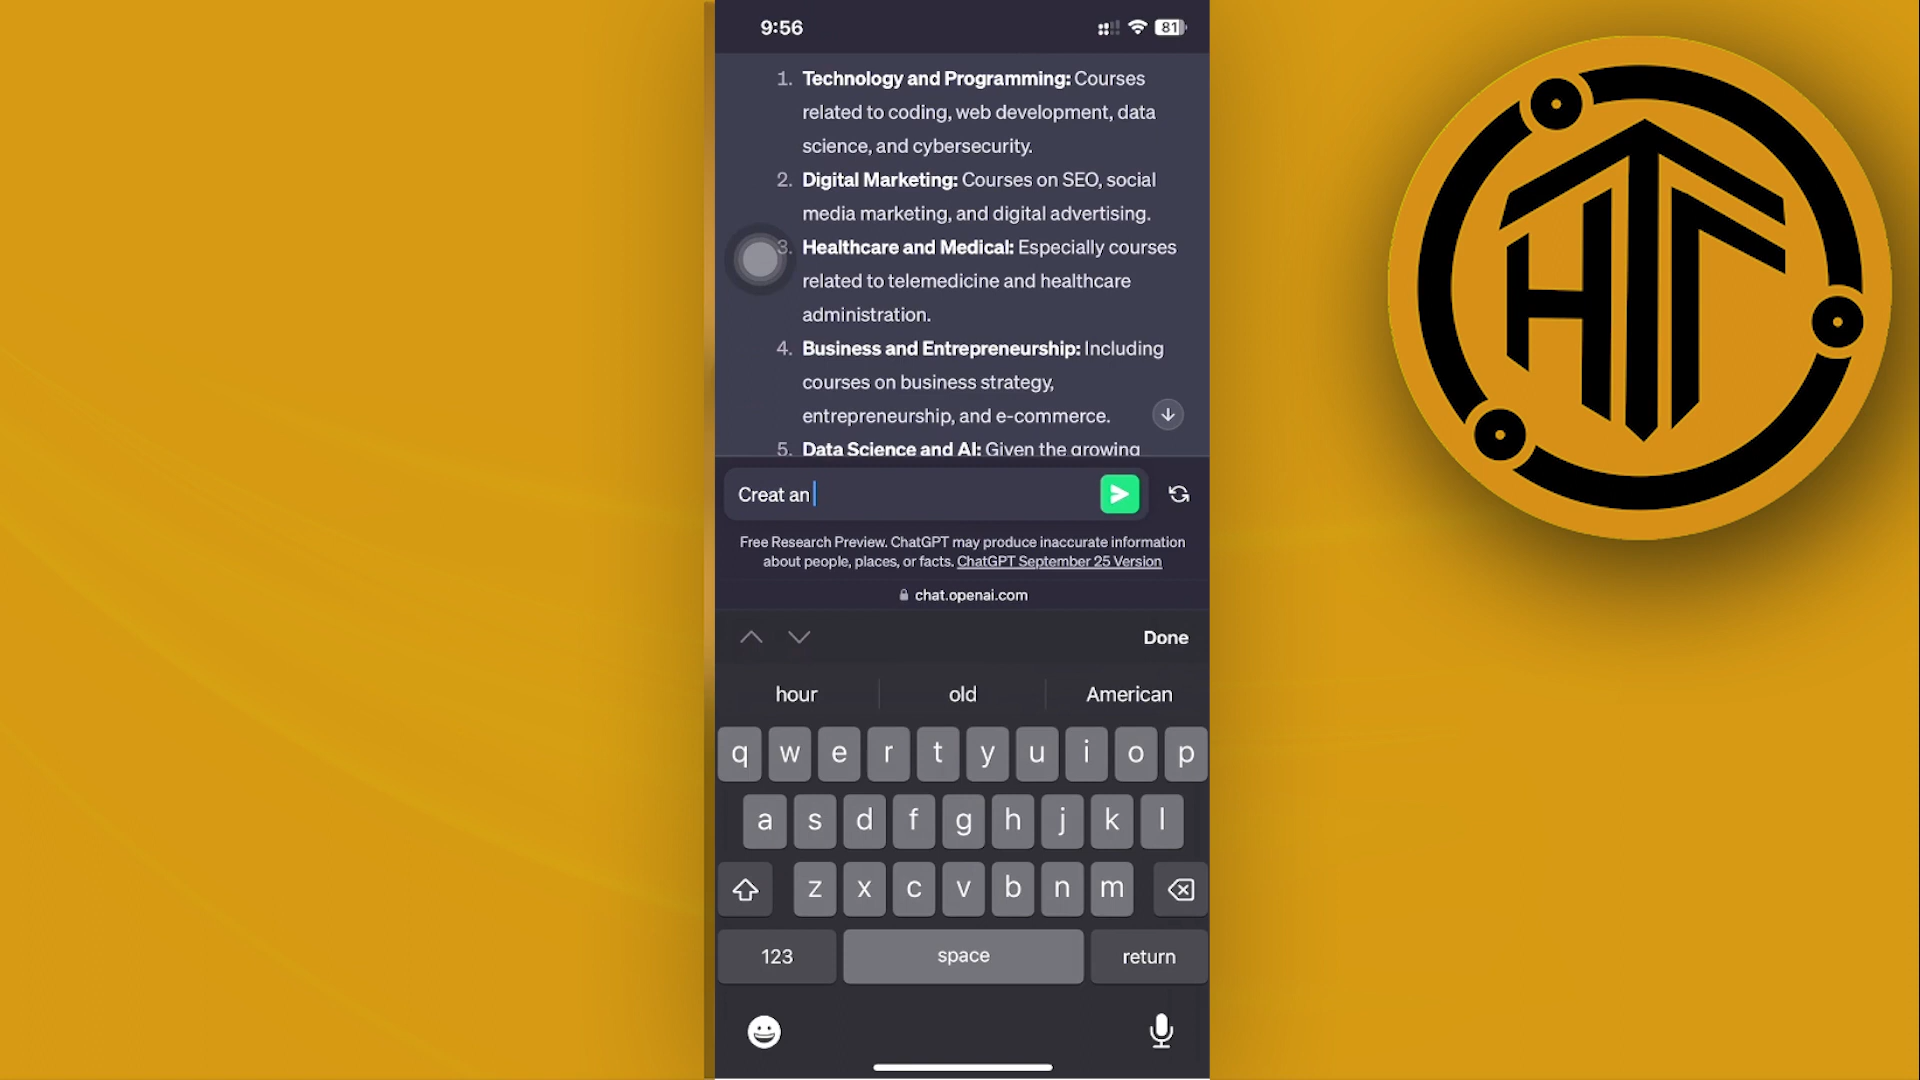 9:56
81
1. Technology and Programming: Courses
related to coding, web development, data
science, and cybersecurity.
2. Digital Marketing: Courses on SEO, social
media marketing, and digital advertising.
3. Healthcare and Medical: Especially courses
related to telemedicine and healthcare
administration.
4. Business and Entrepreneurship: Including
courses on business strategy,
entrepreneurship, and e-commerce.
5. Data Science and AI: Given the growing
Creat an
Free Research Preview. ChatGPT may produce inaccurate information
about people, places, or facts. ChatGPT September 25 Version
chat.openai.com
Done
hour old American
q w e r t y u i o p
a s d f g h j k l
z x c v b n m
123 space return
HTT